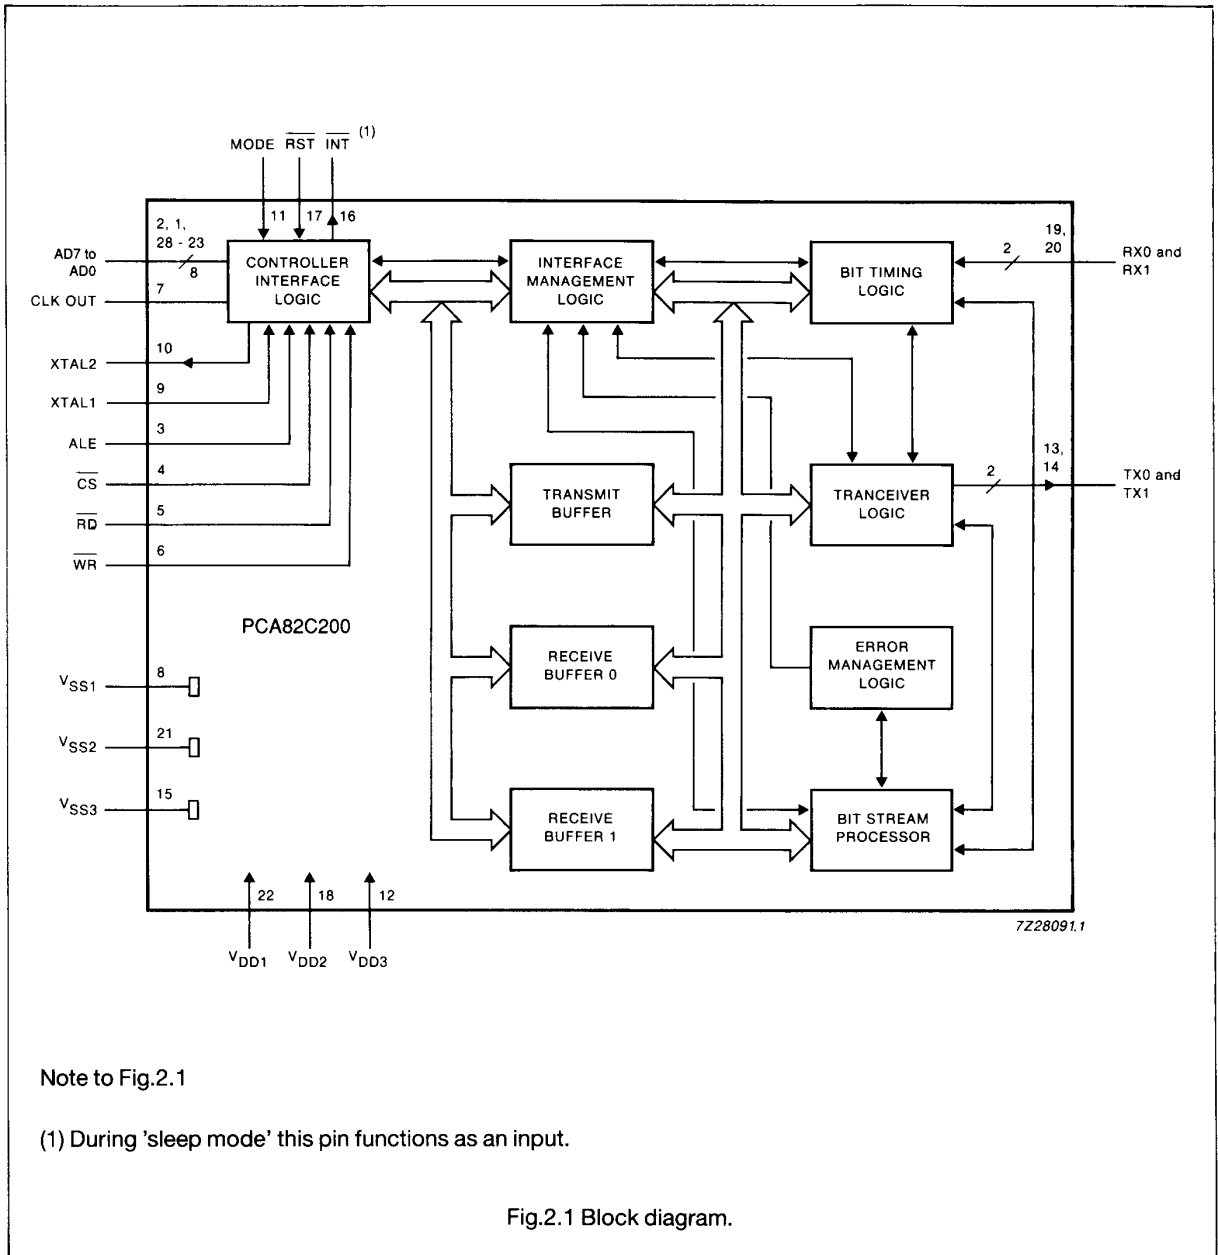 MODE RST INT (1)
2, 1,
28 - 23
8
AD7 to
AD0
7
CLK OUT
10
XTAL2
9
XTAL1
3
ALE
4
CS
5
RD
6
WR
11 17 16
CONTROLLER
INTERFACE
LOGIC
INTERFACE
MANAGEMENT
LOGIC
BIT TIMING
LOGIC
2
19,
20
RX0 and
RX1
TRANSMIT
BUFFER
TRANCEIVER
LOGIC
2
13,
14
TX0 and
TX1
PCA82C200
RECEIVE
BUFFER 0
ERROR
MANAGEMENT
LOGIC
8
VSS1
21
VSS2
15
VSS3
RECEIVE
BUFFER 1
BIT STREAM
PROCESSOR
22 18 12
VDD1 VDD2 VDD3
7Z28091.1
Note to Fig.2.1
(1) During 'sleep mode' this pin functions as an input.
Fig.2.1 Block diagram.